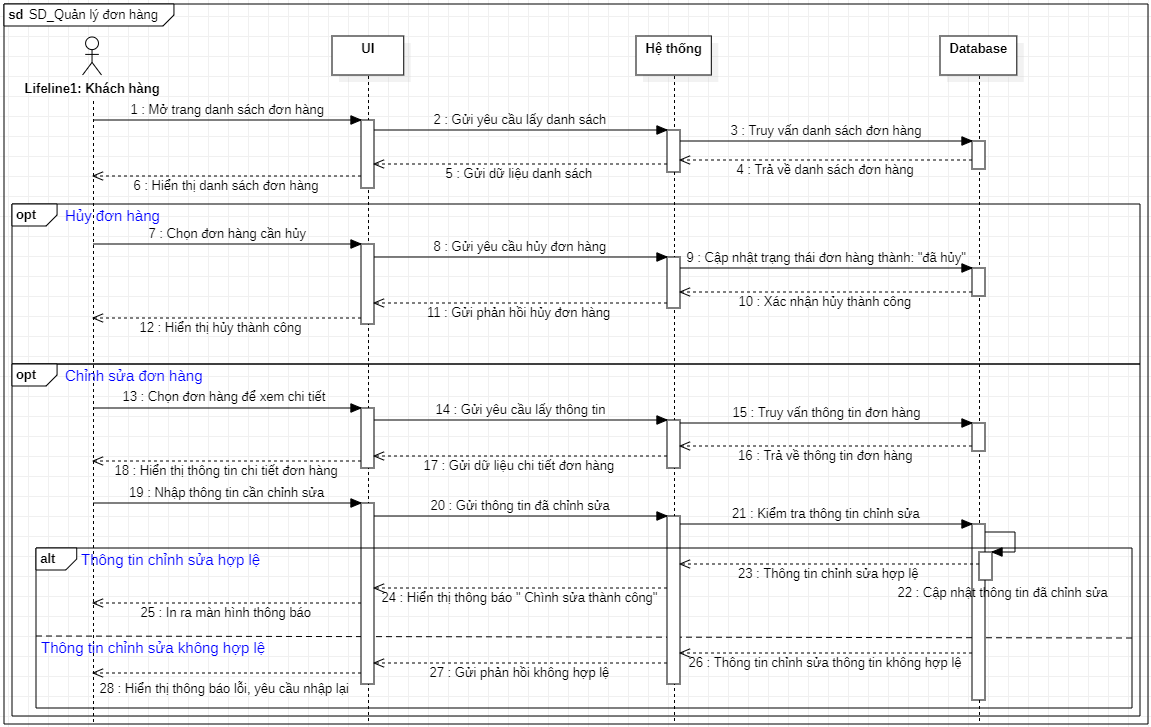 sd SD_Quản lý đơn hàng
UI
Hệ thống
Database
Lifeline1: Khách hàng
1 : Mở trang danh sách đơn hàng
2 : Gửi yêu cầu lấy danh sách
3 : Truy vấn danh sách đơn hàng
4 : Trả về danh sách đơn hàng
5 : Gửi dữ liệu danh sách
6 : Hiển thị danh sách đơn hàng
opt Hủy đơn hàng
7 : Chọn đơn hàng cần hủy
8 : Gửi yêu cầu hủy đơn hàng
9 : Cập nhật trạng thái đơn hàng thành: "đã hủy"
10 : Xác nhận hủy thành công
11 : Gửi phản hồi hủy đơn hàng
12 : Hiển thị hủy thành công
opt Chỉnh sửa đơn hàng
13 : Chọn đơn hàng để xem chi tiết
14 : Gửi yêu cầu lấy thông tin
15 : Truy vấn thông tin đơn hàng
16 : Trả về thông tin đơn hàng
17 : Gửi dữ liệu chi tiết đơn hàng
18 : Hiển thị thông tin chi tiết đơn hàng
19 : Nhập thông tin cần chỉnh sửa
20 : Gửi thông tin đã chỉnh sửa
21 : Kiểm tra thông tin chỉnh sửa
alt Thông tin chỉnh sửa hợp lệ
23 : Thông tin chỉnh sửa hợp lệ
22 : Cập nhật thông tin đã chỉnh sửa
24 : Hiển thị thông báo " Chình sửa thành công"
25 : In ra màn hình thông báo
Thông tin chỉnh sửa không hợp lệ
26 : Thông tin chỉnh sửa thông tin không hợp lệ
27 : Gửi phản hồi không hợp lệ
28 : Hiển thị thông báo lỗi, yêu cầu nhập lại